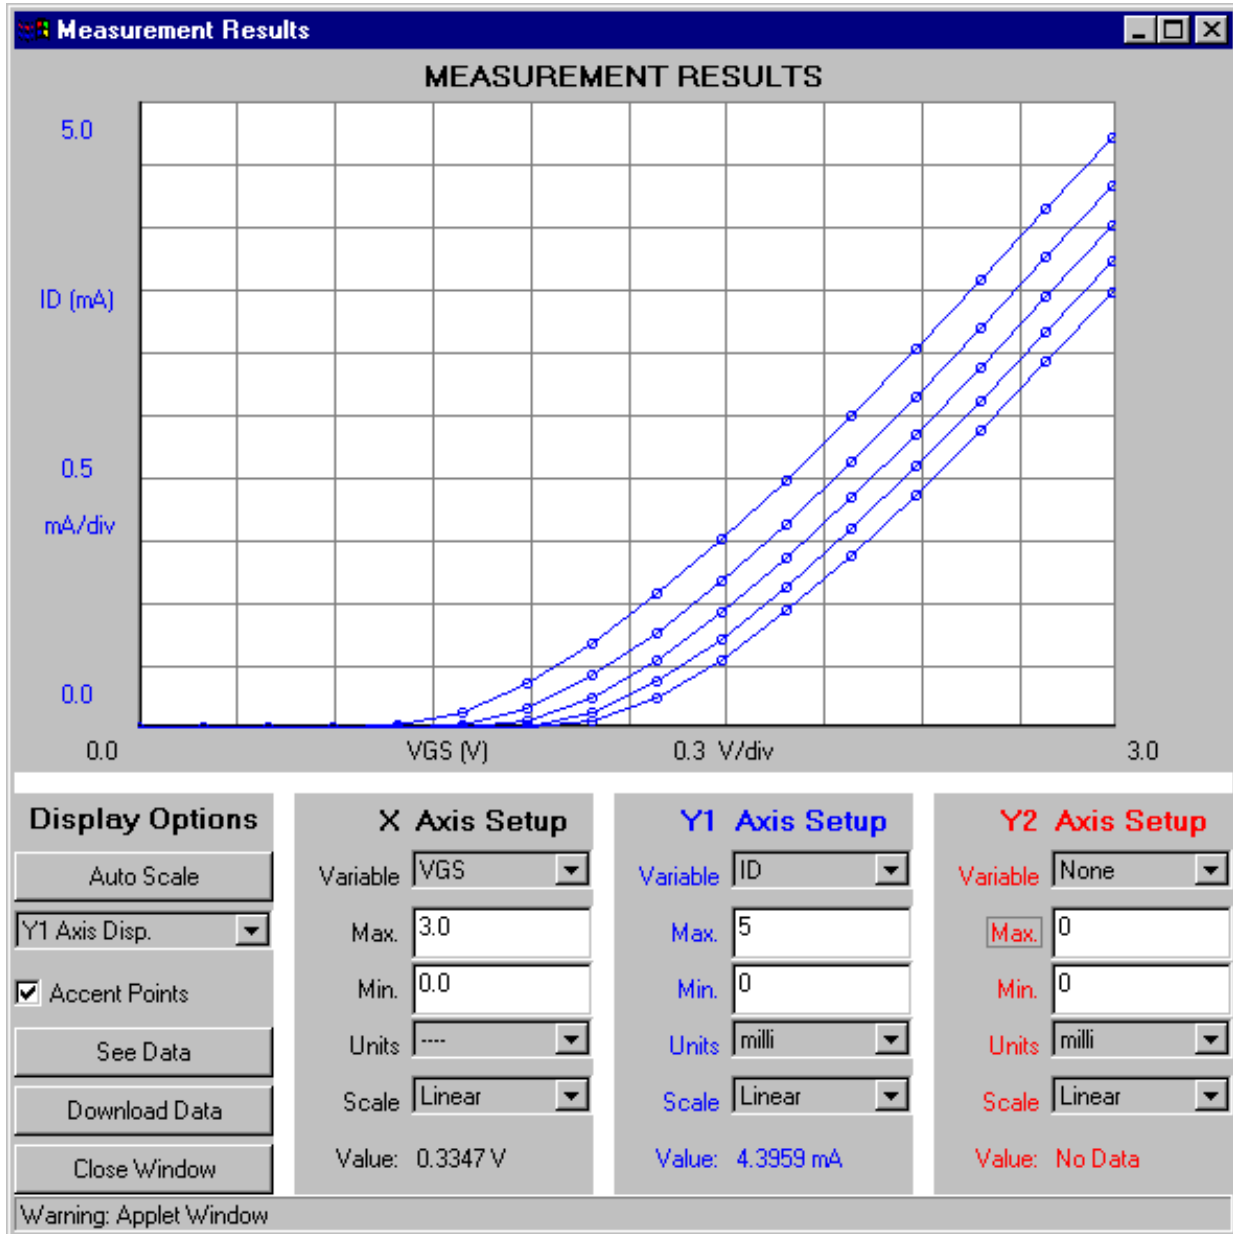 Measurement Results
MEASUREMENT RESULTS
5.0
ID (mA)
0.5
mA/div
0.0
0.0 VGS (V) 0.3 V/div 3.0
Display Options
Auto Scale
Y1 Axis Disp.
Accent Points
See Data
Download Data
Close Window
X Axis Setup
Variable VGS
Max. 3.0
Min. 0.0
Units ----
Scale Linear
Value: 0.3347 V
Y1 Axis Setup
Variable ID
Max. 5
Min. 0
Units milli
Scale Linear
Value: 4.3959 mA
Y2 Axis Setup
Variable None
Max. 0
Min. 0
Units milli
Scale Linear
Value: No Data
Warning: Applet Window